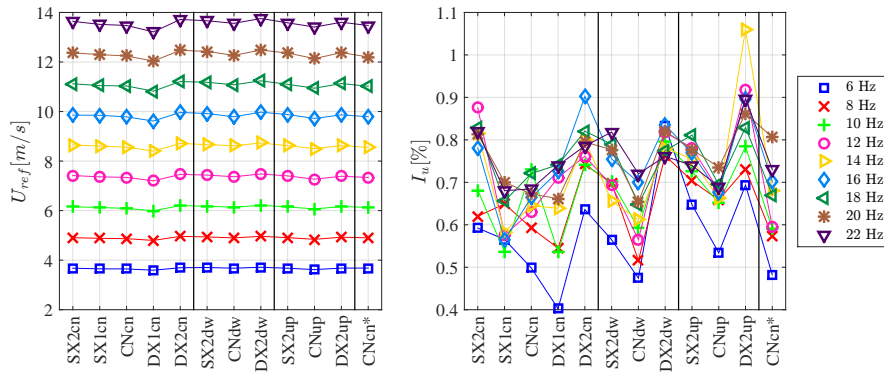 14
12
10
8
6
4
2
U_ref [m/s]
SX2cn
SX1cn
CNcn
DX1cn
DX2cn
SX2dw
CNdw
DX2dw
SX2up
CNup
DX2up
CNcn*
1.1
1
0.9
0.8
0.7
0.6
0.5
0.4
I_u [%]
SX2cn
SX1cn
CNcn
DX1cn
DX2cn
SX2dw
CNdw
DX2dw
SX2up
CNup
DX2up
CNcn*
6 Hz
8 Hz
10 Hz
12 Hz
14 Hz
16 Hz
18 Hz
20 Hz
22 Hz